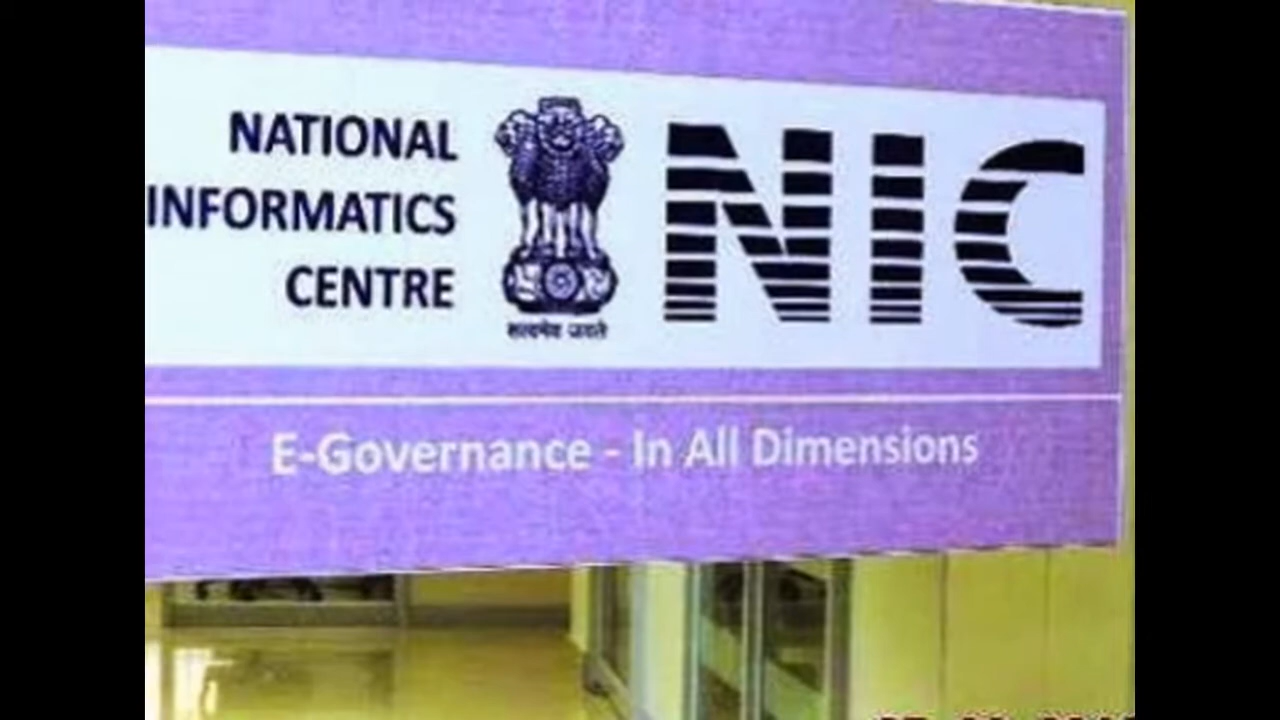 NATIONAL
INFORMATICS
CENTRE
सत्यमेव जयते
NIC
E-Governance - In All Dimensions